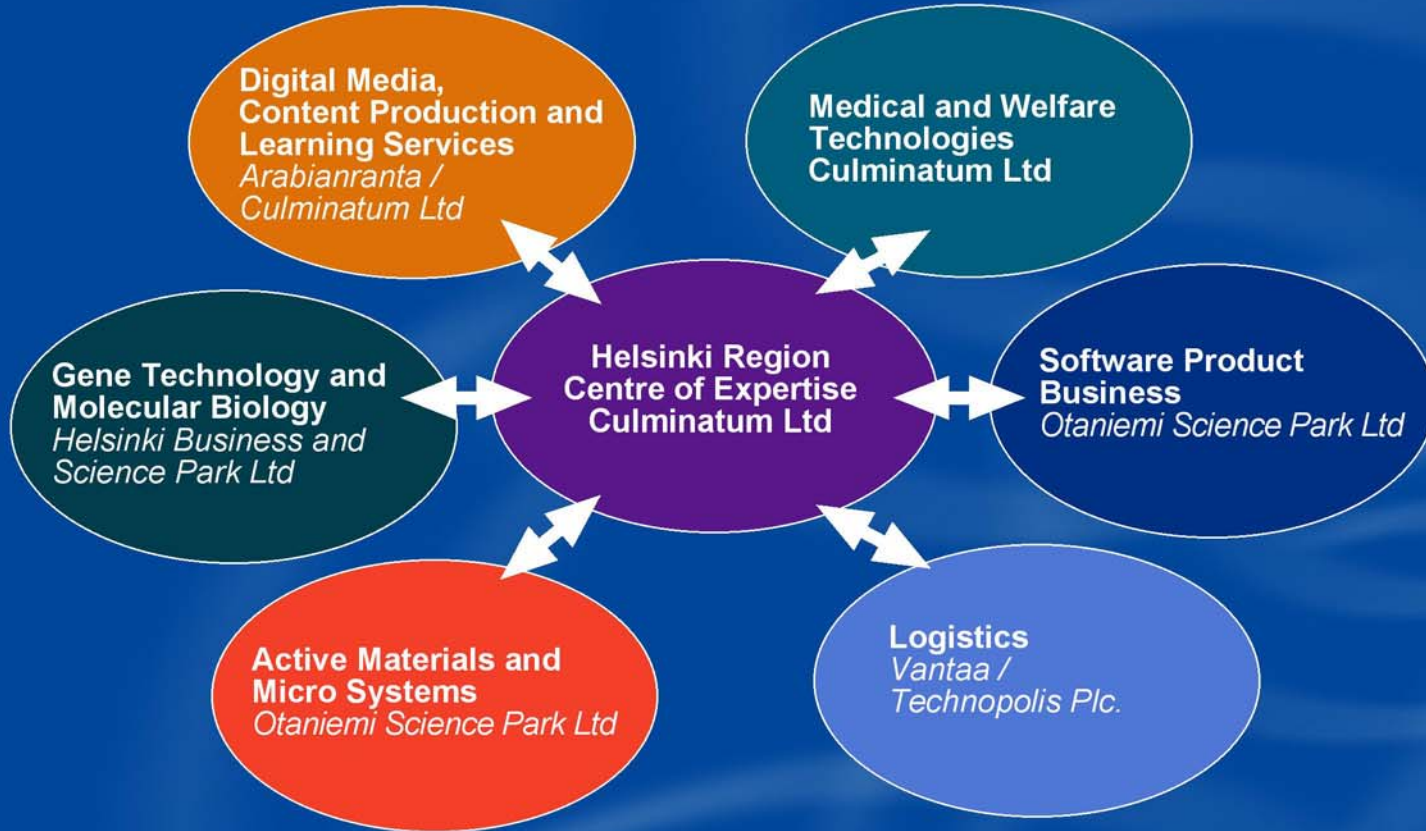 Digital Media,
Content Production and
Learning Services
Arabianranta /
Culminatum Ltd
Medical and Welfare
Technologies
Culminatum Ltd
Gene Technology and
Molecular Biology
Helsinki Business and
Science Park Ltd
Helsinki Region
Centre of Expertise
Culminatum Ltd
Software Product
Business
Otaniemi Science Park Ltd
Active Materials and
Micro Systems
Otaniemi Science Park Ltd
Logistics
Vantaa /
Technopolis Plc.